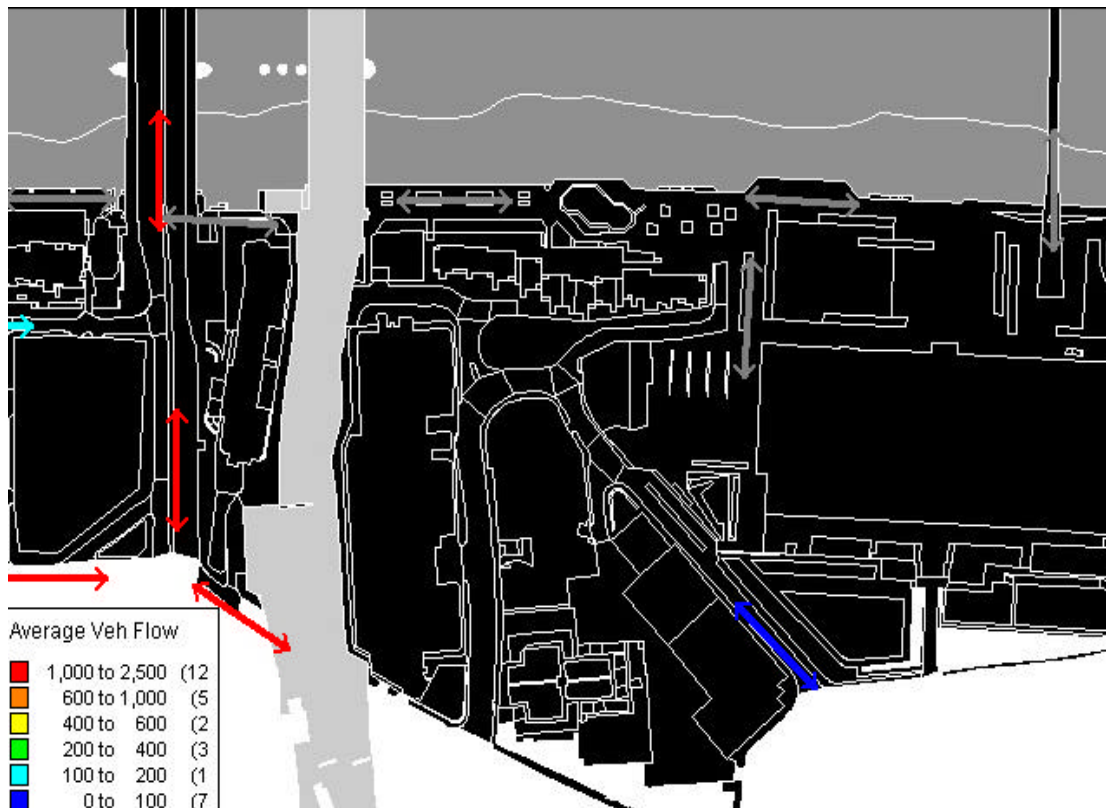 Average Veh Flow
1,000 to 2,500 (12
600 to 1,000 (5
400 to 600 (2
200 to 400 (3
100 to 200 (1
0 to 100 (7